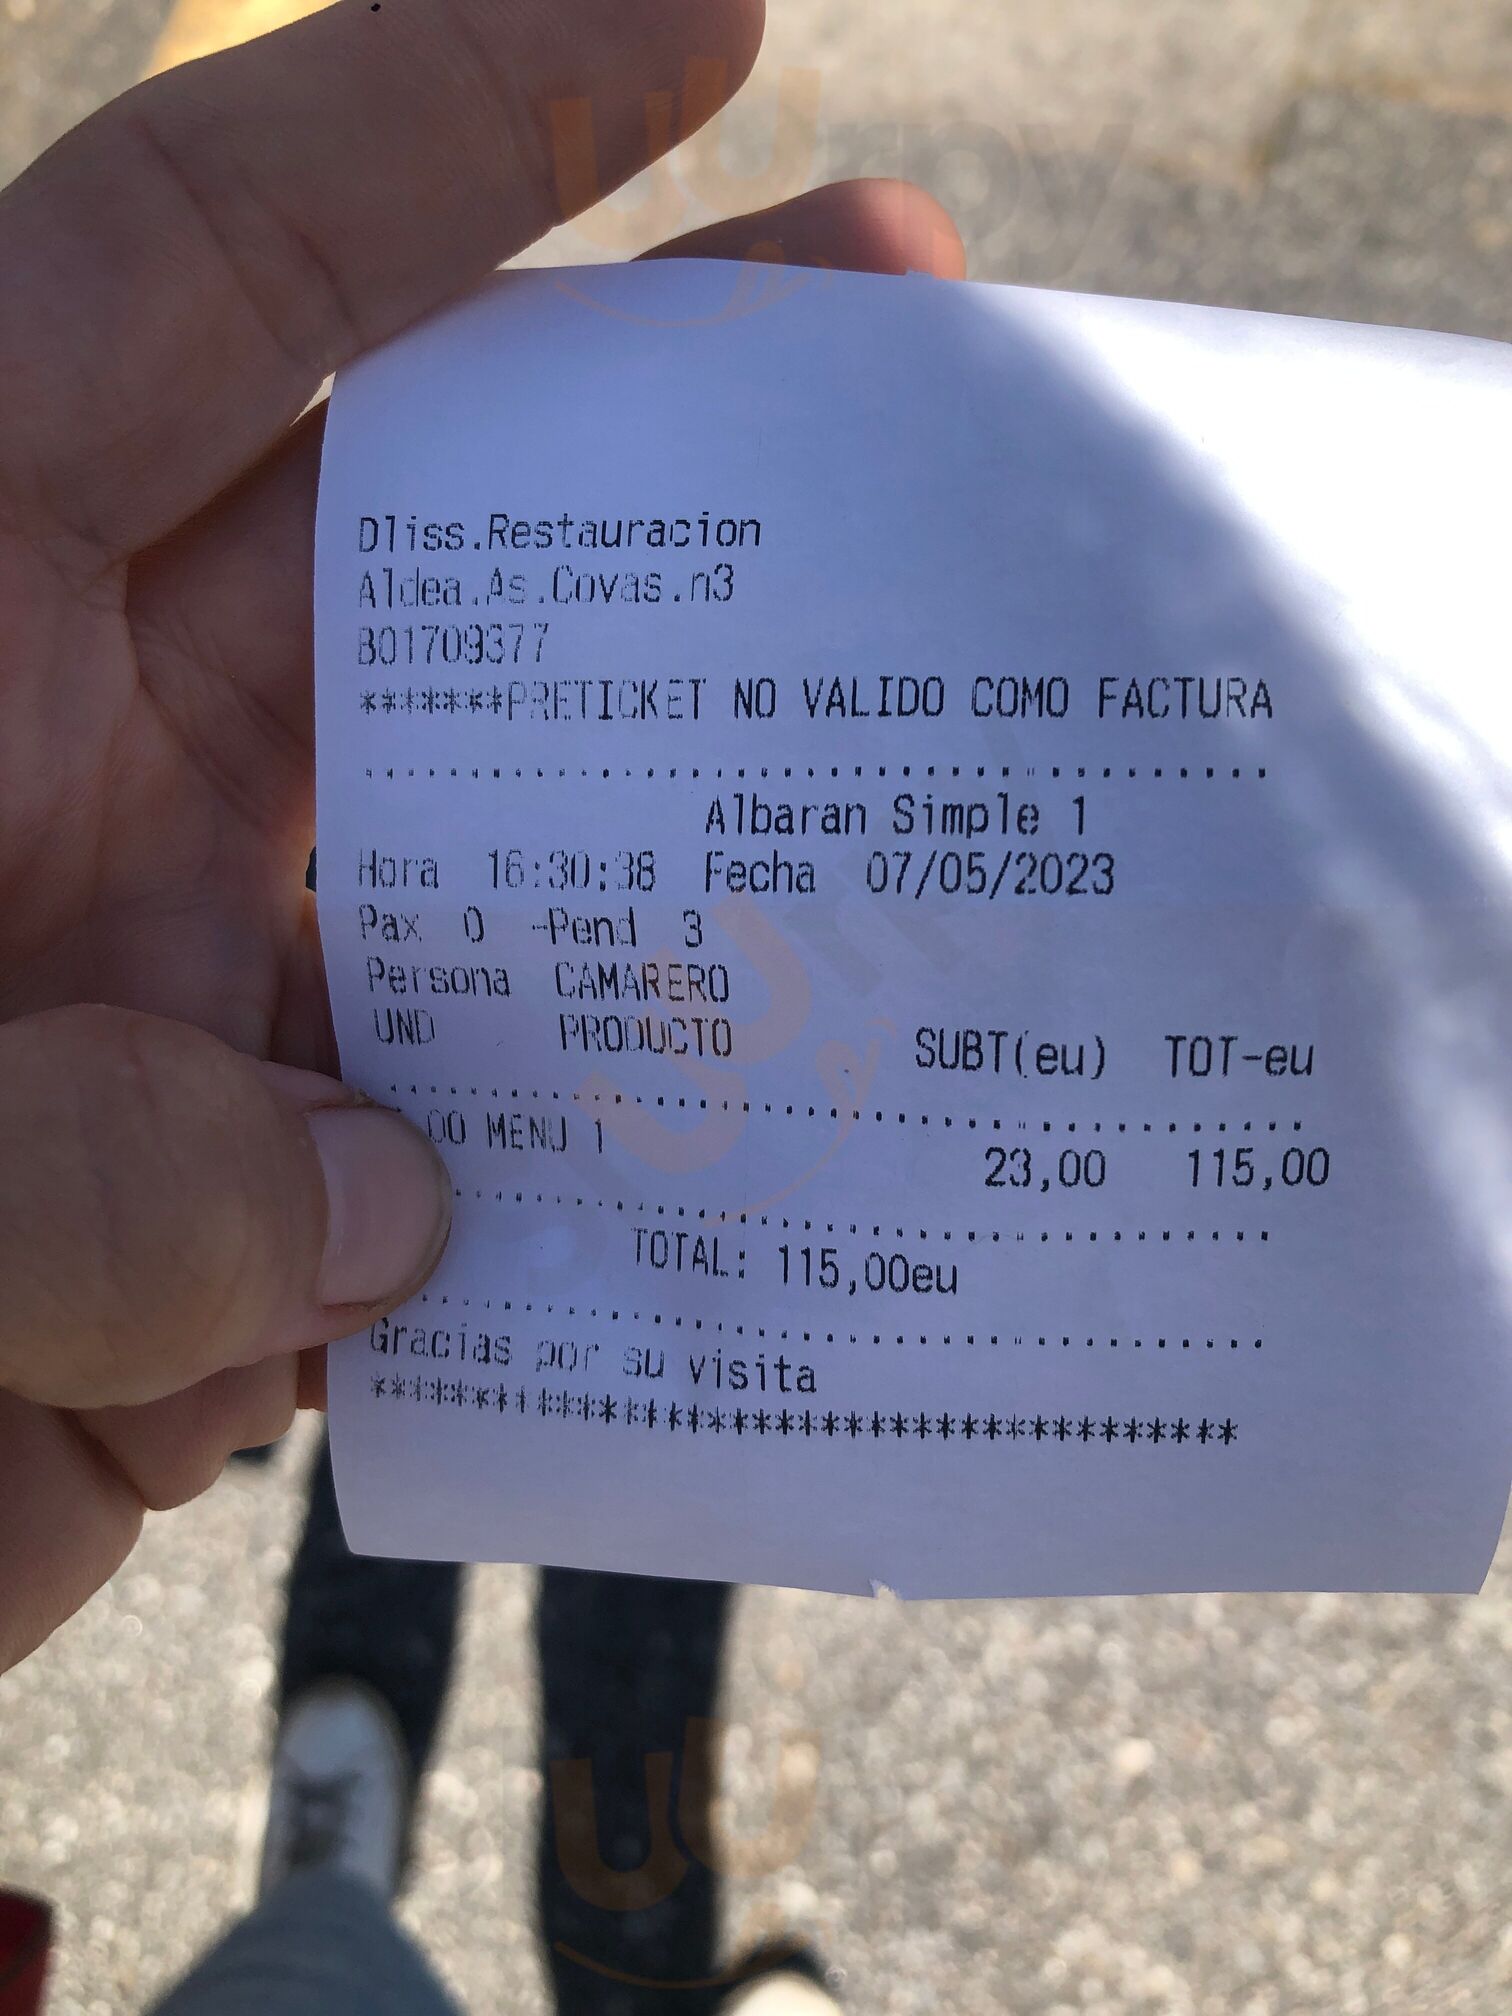 Dliss.Restauracion
Aldea.As.Covas.n3
B01709377
*******PRETICKET NO VALIDO COMO FACTURA
Albaran Simple 1
Hora 16:30:38 Fecha 07/05/2023
Pax 0 -Pend 3
Persona CAMARERO
UND PRODUCTO SUBT(eu) TOT-eu
00 MENU 1 23,00 115,00
TOTAL: 115,00eu
Gracias por su visita
**************************************